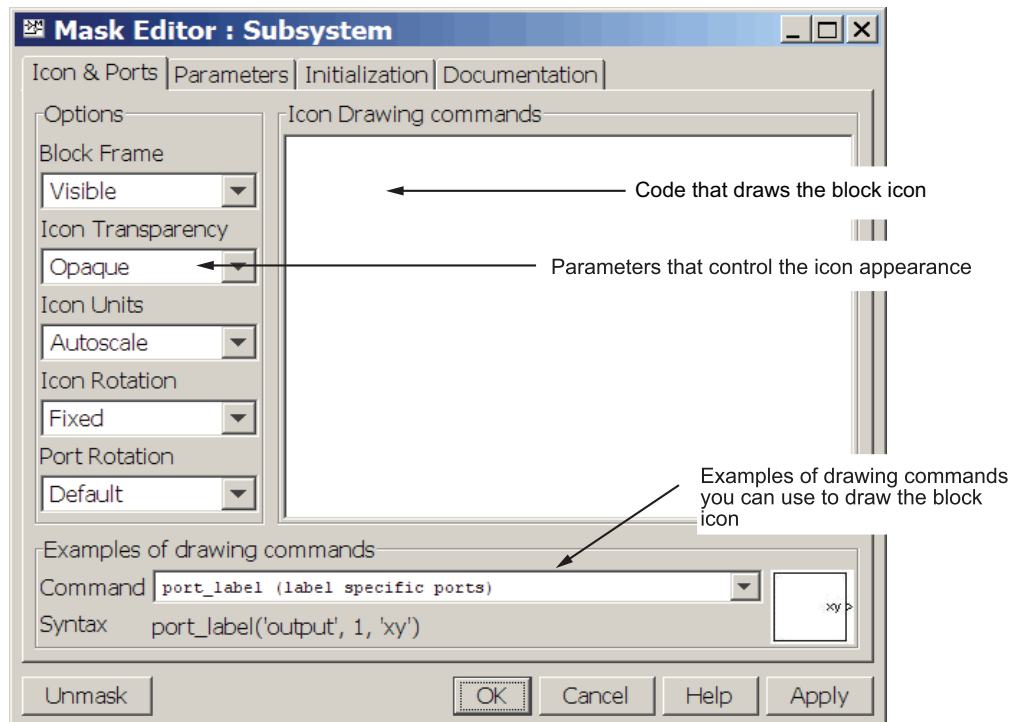 Mask Editor : Subsystem
Icon & Ports Parameters Initialization Documentation
Options
Icon Drawing commands
Block Frame
Visible
Code that draws the block icon
Icon Transparency
Opaque
Parameters that control the icon appearance
Icon Units
Autoscale
Icon Rotation
Fixed
Port Rotation
Default
Examples of drawing commands
you can use to draw the block
icon
Examples of drawing commands
Command port_label (label specific ports)
xy
Syntax port_label('output', 1, 'xy')
Unmask OK Cancel Help Apply